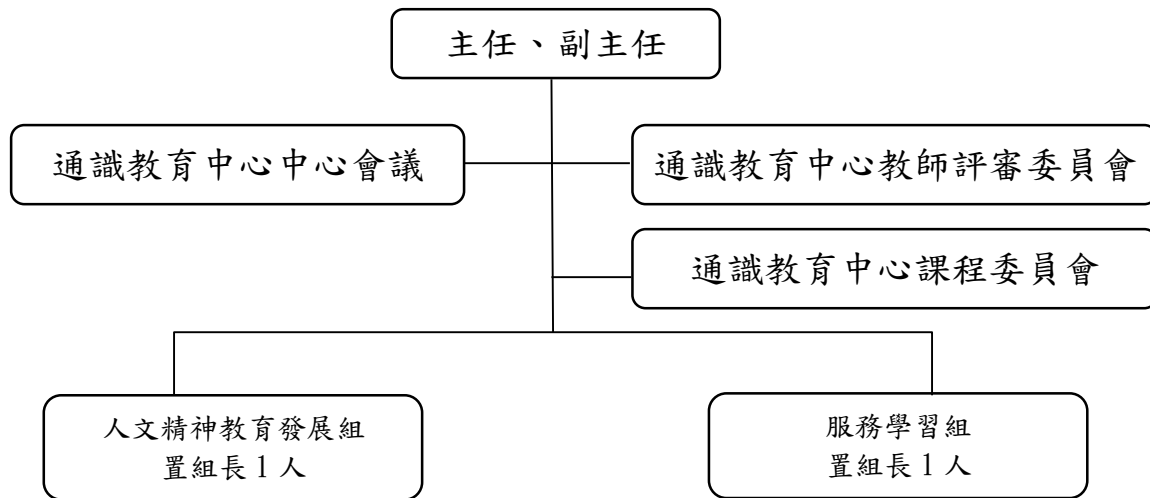 主任、副主任
通識教育中心中心會議
通識教育中心教師評審委員會
通識教育中心課程委員會
人文精神教育發展組
置組長1人
服務學習組
置組長1人